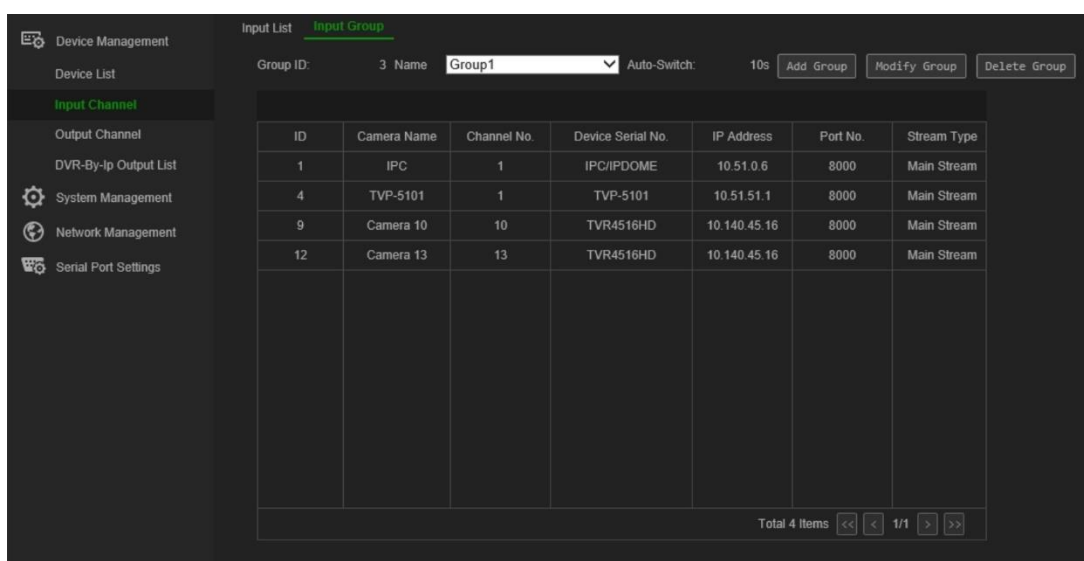 Device Management
Device List
Input Channel
Output Channel
DVR-By-Ip Output List
System Management
Network Management
Serial Port Settings
Input List Input Group
Group ID: 3 Name Group1 Auto-Switch: 10s Add Group Modify Group Delete Group
ID Camera Name Channel No. Device Serial No. IP Address Port No. Stream Type
1 IPC 1 IPC/IPDOME 10.51.0.6 8000 Main Stream
4 TVP-5101 1 TVP-5101 10.51.51.1 8000 Main Stream
9 Camera 10 10 TVR4516HD 10.140.45.16 8000 Main Stream
12 Camera 13 13 TVR4516HD 10.140.45.16 8000 Main Stream
Total 4 Items << < 1/1 > >>